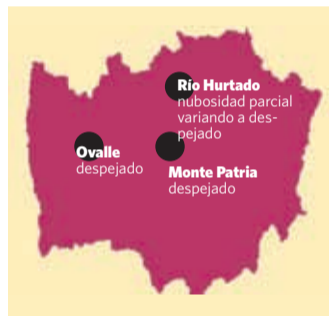 Río Hurtado
nubosidad parcial
variando a des-
pejado
Ovalle
despejado
Monte Patria
despejado